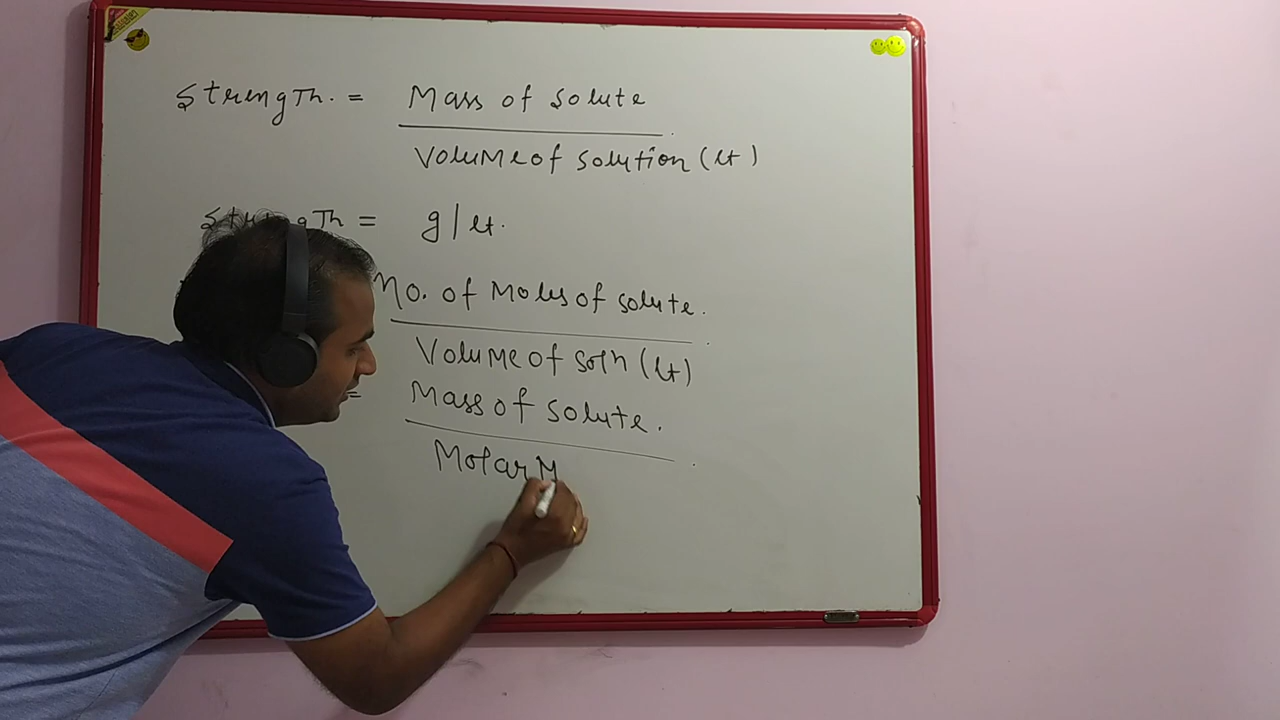 Strength. = Mass of solute
Volume of solution (lt)
= g/lt.
No. of Moles of solute.
Volume of soln (lt)
= Mass of solute.
Molar M